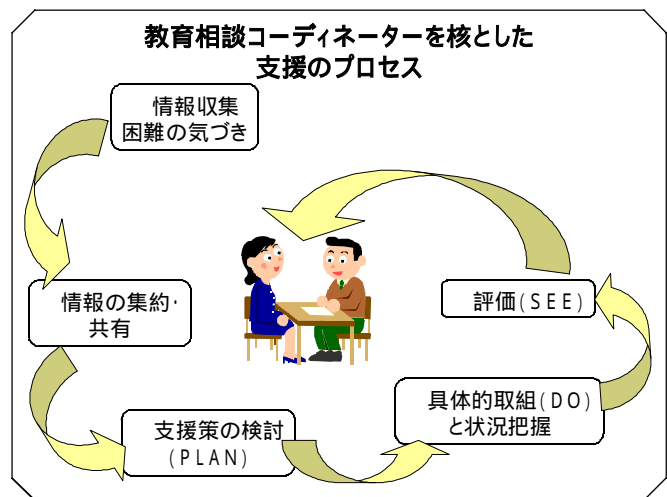 教育相談コーディネーターを核とした
支援のプロセス
情報収集
困難の気づき
情報の集約・
共有
支援策の検討
(PLAN)
具体的取組(DO)
と状況把握
評価(SEE)